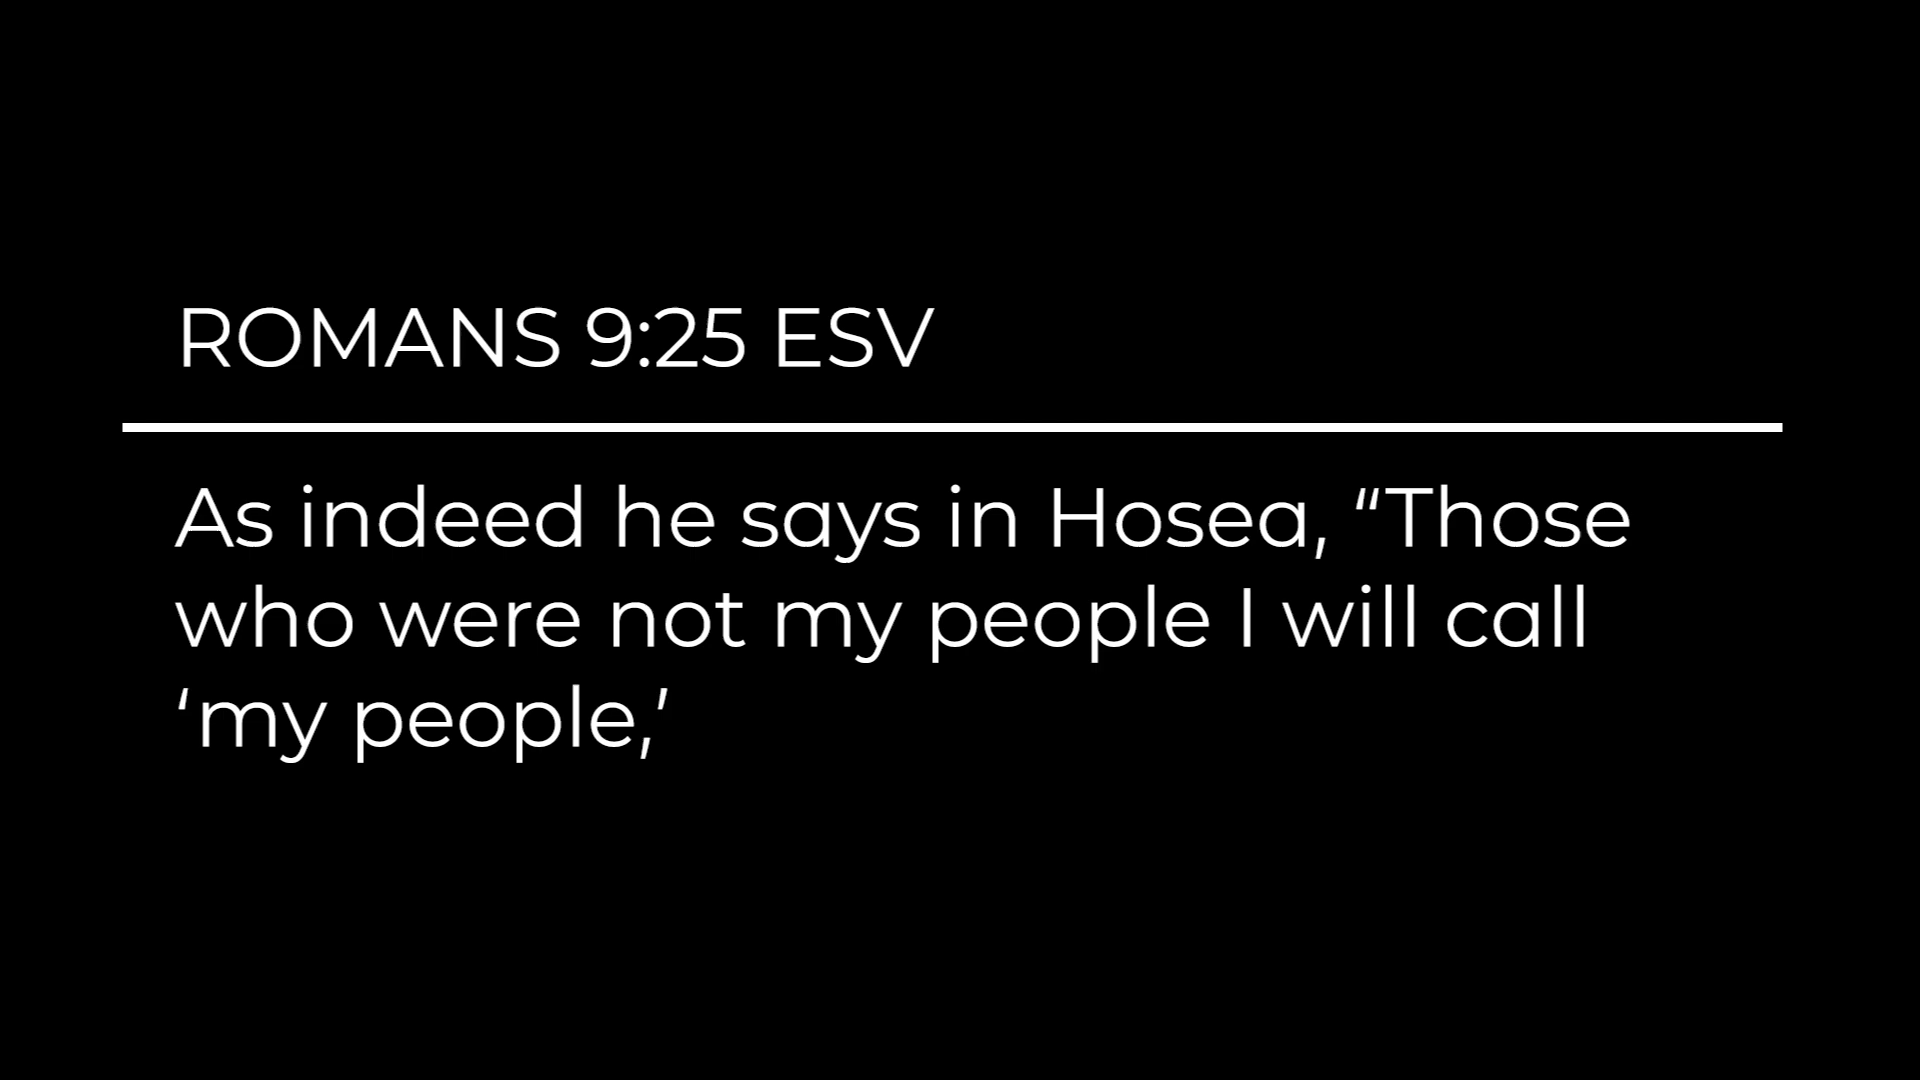 ROMANS 9:25 ESV
As indeed he says in Hosea, “Those
who were not my people I will call
‘my people,’